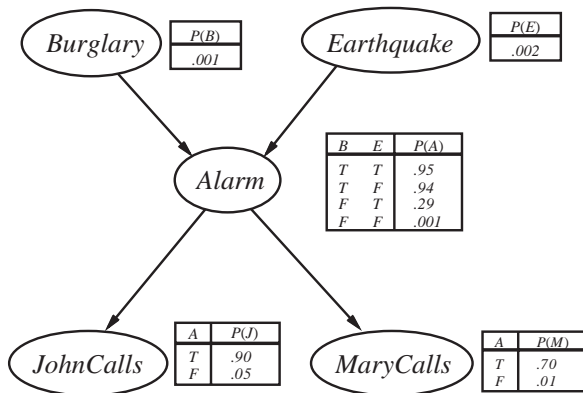 Burglary
P(B)
.001
Earthquake
P(E)
.002
Alarm
B E P(A)
T T .95
T F .94
F T .29
F F .001
JohnCalls
A P(J)
T .90
F .05
MaryCalls
A P(M)
T .70
F .01